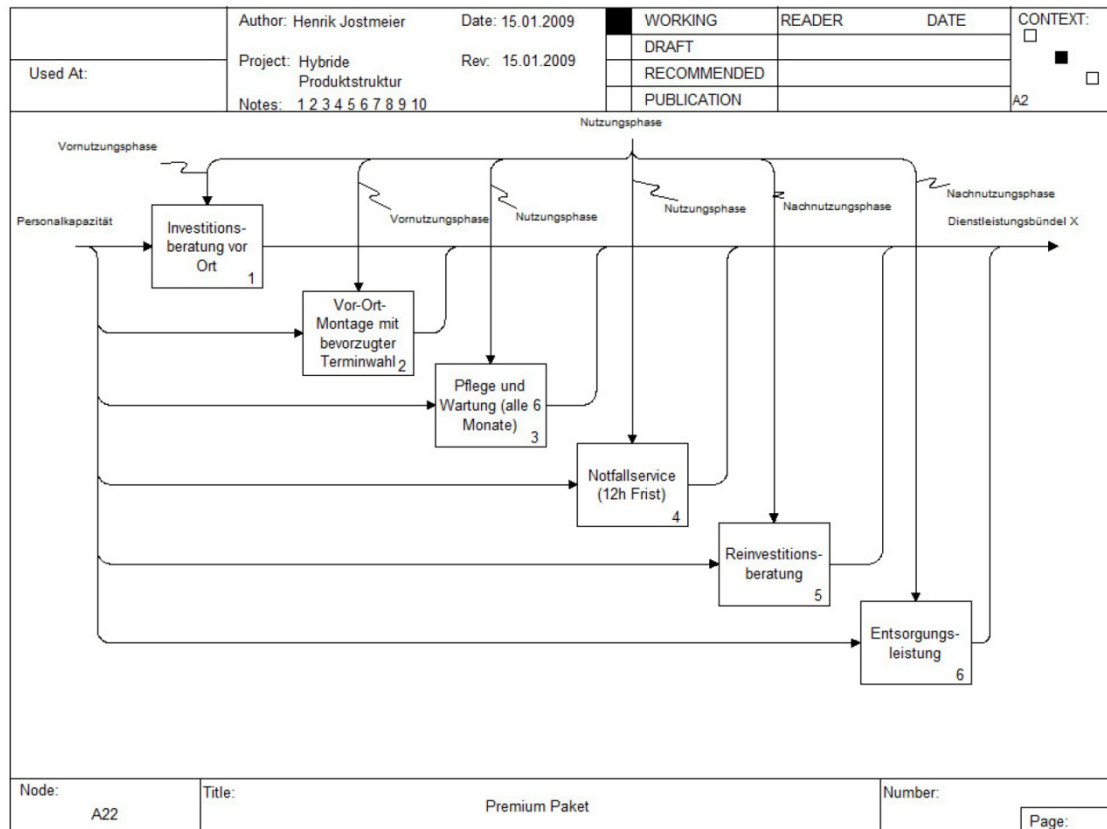 Used At:
Author: Henrik Jostmeier
Date: 15.01.2009
Project: Hybride
Produktstruktur
Rev: 15.01.2009
Notes: 1 2 3 4 5 6 7 8 9 10
WORKING
READER
DATE
DRAFT
RECOMMENDED
PUBLICATION
CONTEXT:
A2
Nutzungsphase
Vornutzungsphase
Vornutzungsphase
Nutzungsphase
Nutzungsphase
Nachnutzungsphase
Nachnutzungsphase
Personalkapazität
Dienstleistungsbündel X
Investitions-
beratung vor
Ort
1
Vor-Ort-
Montage mit
bevorzugter
Terminwahl
2
Pflege und
Wartung (alle 6
Monate)
3
Notfallservice
(12h Frist)
4
Reinvestitions-
beratung
5
Entsorgungs-
leistung
6
Node:
A22
Title:
Premium Paket
Number:
Page: